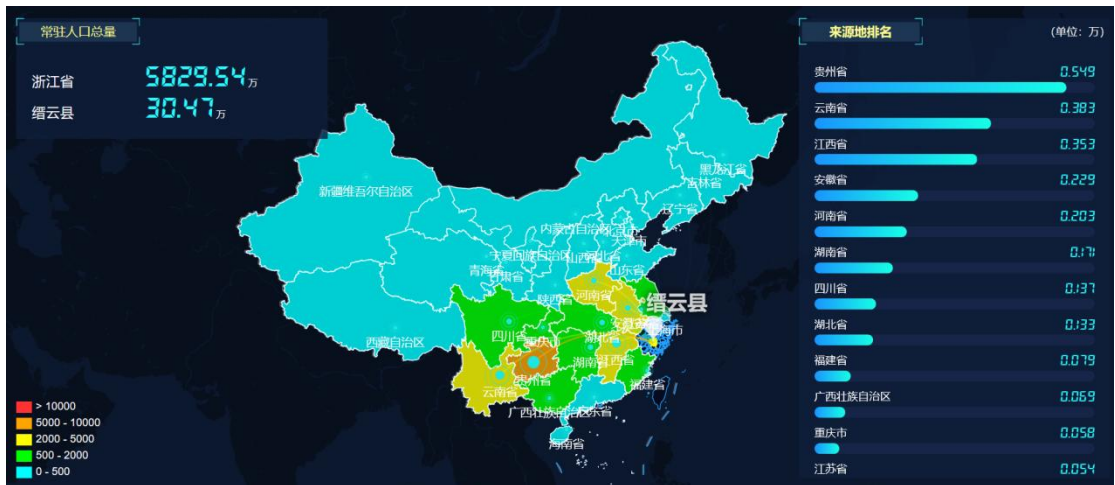 常驻人口总量
浙江省 5829.54万
缙云县 30.47万
来源地排名 (单位：万)
贵州省 0.549
云南省 0.383
江西省 0.353
安徽省 0.229
河南省 0.203
湖南省 0.171
四川省 0.137
湖北省 0.133
福建省 0.079
广西壮族自治区 0.069
重庆市 0.058
江苏省 0.054
黑龙江省
吉林省
辽宁省
新疆维吾尔自治区
内蒙古自治区
天津市
宁夏回族自治区
山西省
河北省
青海省
甘肃省
山东省
陕西省
河南省
缙云县
西藏自治区
四川省
重庆市
湖北省
上海市
湖南省
江西省
贵州省
云南省
福建省
广西壮族自治区
广东省
海南省
> 10000
5000 - 10000
2000 - 5000
500 - 2000
0 - 500